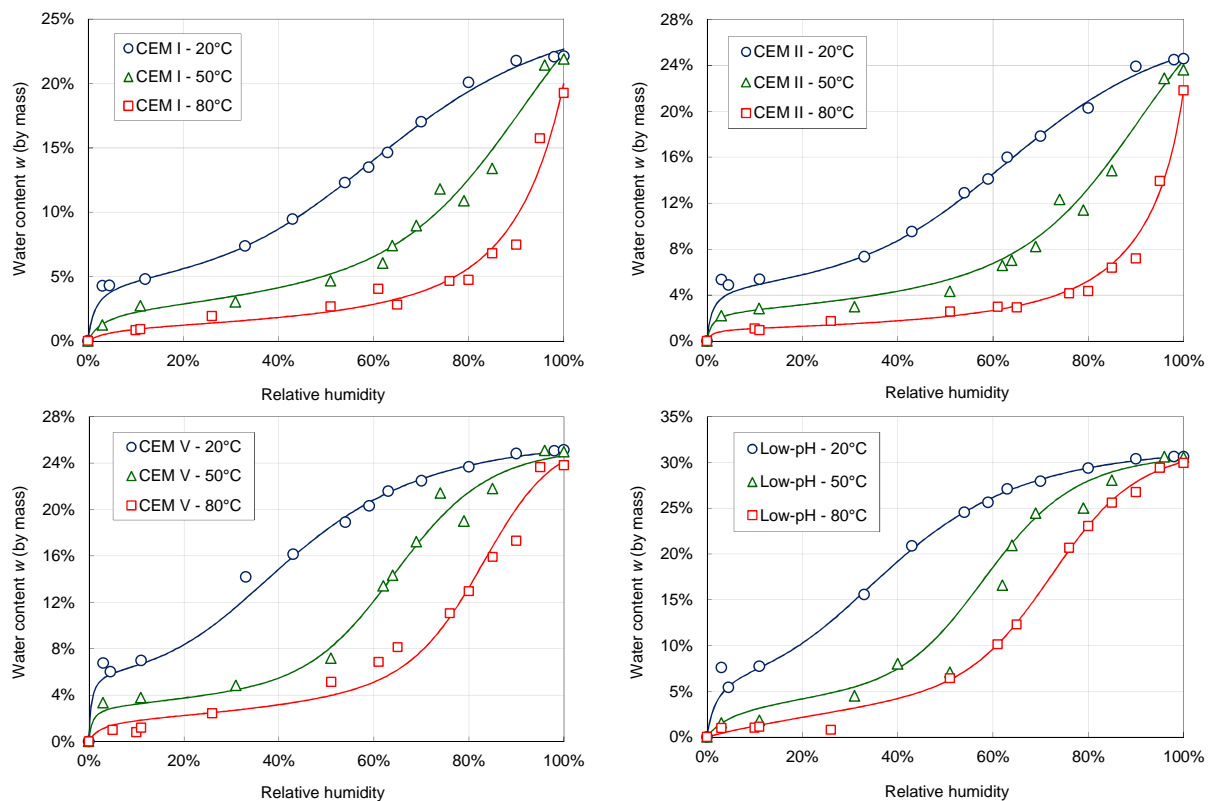 25%
20%
15%
10%
5%
0%
Water content w (by mass)
CEM I - 20°C
CEM I - 50°C
CEM I - 80°C
0% 20% 40% 60% 80% 100%
Relative humidity
28%
24%
20%
16%
12%
8%
4%
0%
Water content w (by mass)
CEM II - 20°C
CEM II - 50°C
CEM II - 80°C
0% 20% 40% 60% 80% 100%
Relative humidity
28%
24%
20%
16%
12%
8%
4%
0%
Water content w (by mass)
CEM V - 20°C
CEM V - 50°C
CEM V - 80°C
0% 20% 40% 60% 80% 100%
Relative humidity
35%
30%
25%
20%
15%
10%
5%
0%
Water content w (by mass)
Low-pH - 20°C
Low-pH - 50°C
Low-pH - 80°C
0% 20% 40% 60% 80% 100%
Relative humidity